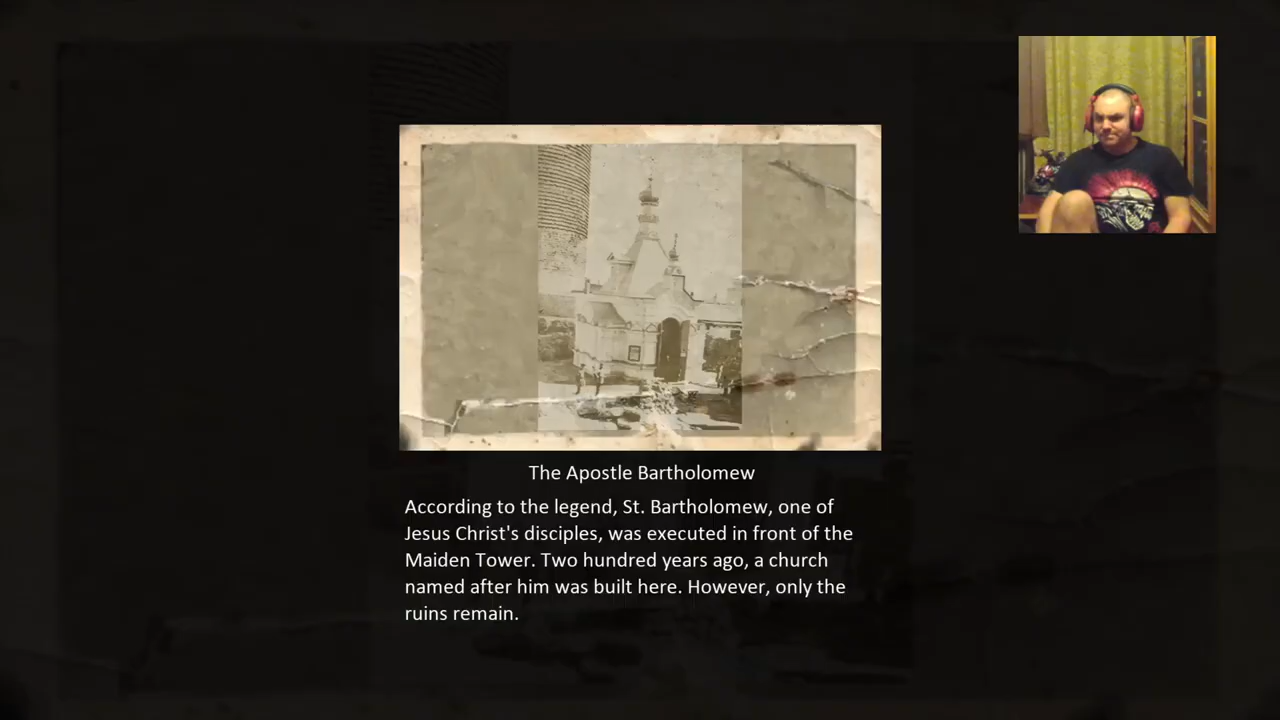 The Apostle Bartholomew
According to the legend, St. Bartholomew, one of
Jesus Christ's disciples, was executed in front of the
Maiden Tower. Two hundred years ago, a church
named after him was built here. However, only the
ruins remain.